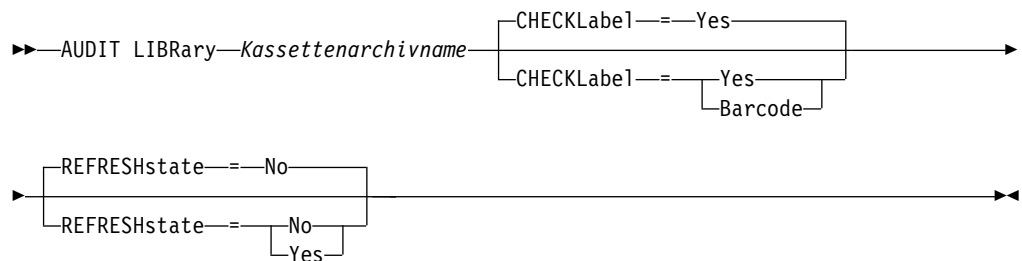 CHECKLabel = Yes
AUDIT LIBRary Kassettenarchivname
CHECKLabel = Yes
Barcode
REFRESHstate = No
REFRESHstate = No
Yes